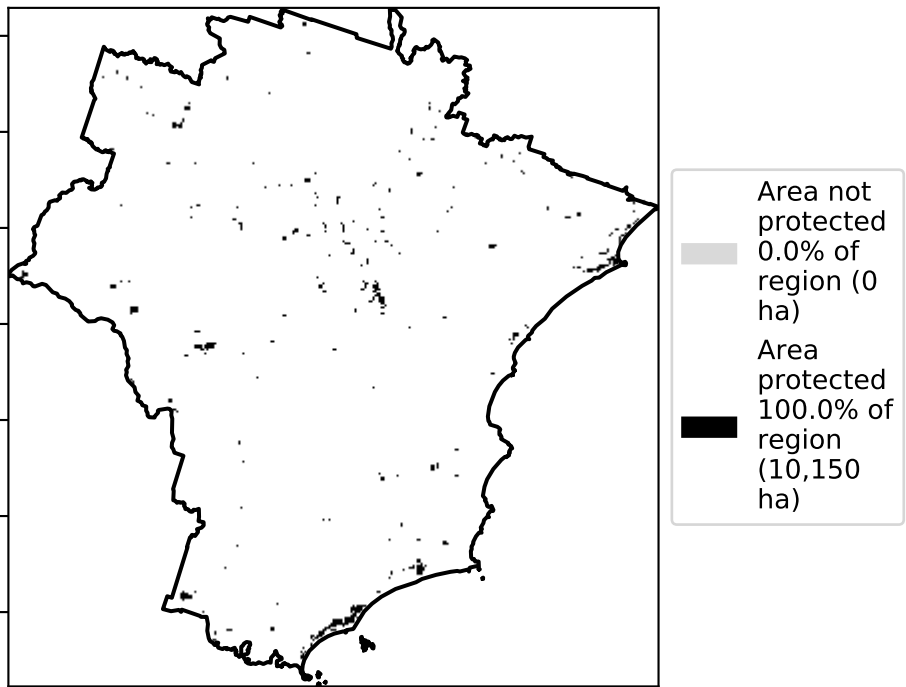 Area not
protected
0.0% of
region (0
ha)
Area
protected
100.0% of
region
(10,150
ha)